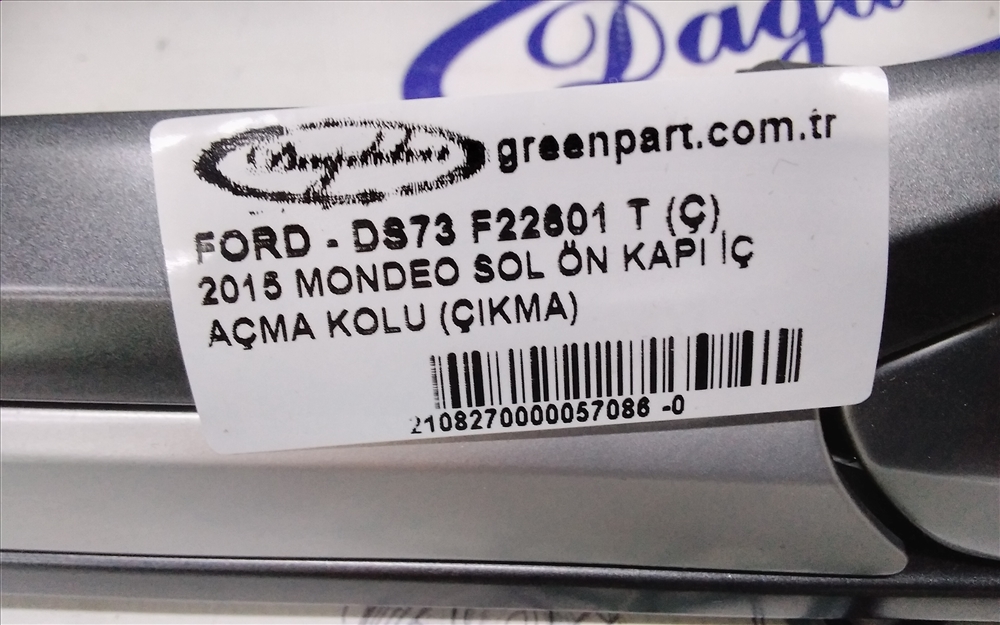 greenpart.com.tr
FORD - DS73 F22601 T (Ç)
2015 MONDEO SOL ÖN KAPI İÇ
AÇMA KOLU (ÇIKMA)
2108270000057086 -0